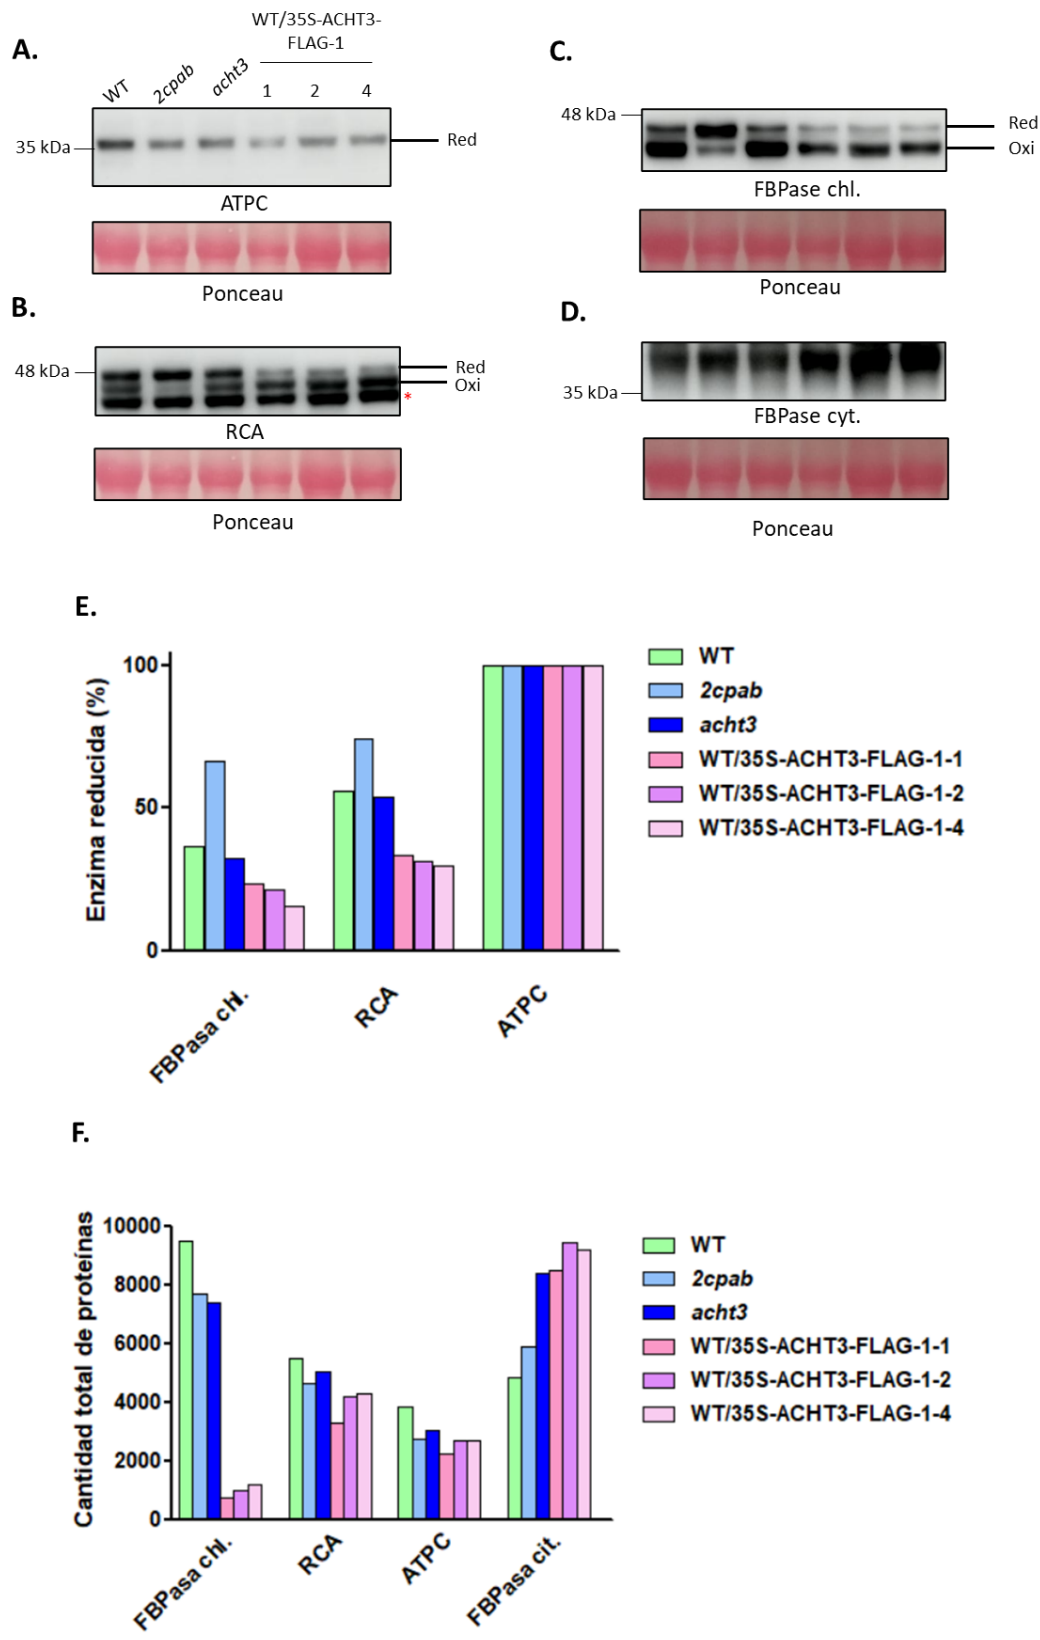 A.
WT/35S-ACHT3-
FLAG-1
WT
2cpab
acht3
1
2
4
35 kDa
Red
ATPC
Ponceau
B.
48 kDa
Red
Oxi
*
RCA
Ponceau
C.
48 kDa
Red
Oxi
FBPase chl.
Ponceau
D.
35 kDa
FBPase cyt.
Ponceau
E.
Enzima reducida (%)
100
50
0
FBPasa chl.
RCA
ATPC
WT
2cpab
acht3
WT/35S-ACHT3-FLAG-1-1
WT/35S-ACHT3-FLAG-1-2
WT/35S-ACHT3-FLAG-1-4
F.
Cantidad total de proteínas
10000
8000
6000
4000
2000
0
FBPasa chl.
RCA
ATPC
FBPasa cit.
WT
2cpab
acht3
WT/35S-ACHT3-FLAG-1-1
WT/35S-ACHT3-FLAG-1-2
WT/35S-ACHT3-FLAG-1-4